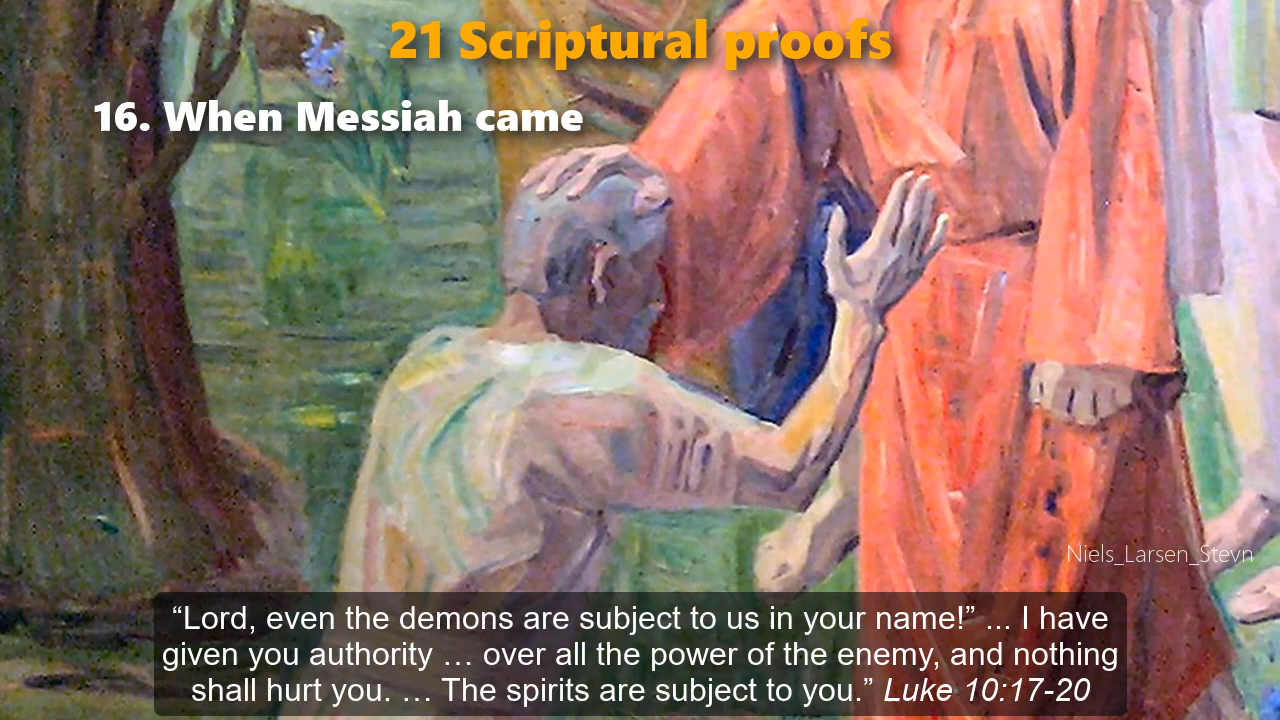 21 Scriptural proofs
16. When Messiah came
Niels_Larsen_Stevn
“Lord, even the demons are subject to us in your name!” ... I have
given you authority … over all the power of the enemy, and nothing
shall hurt you. … The spirits are subject to you.” Luke 10:17-20